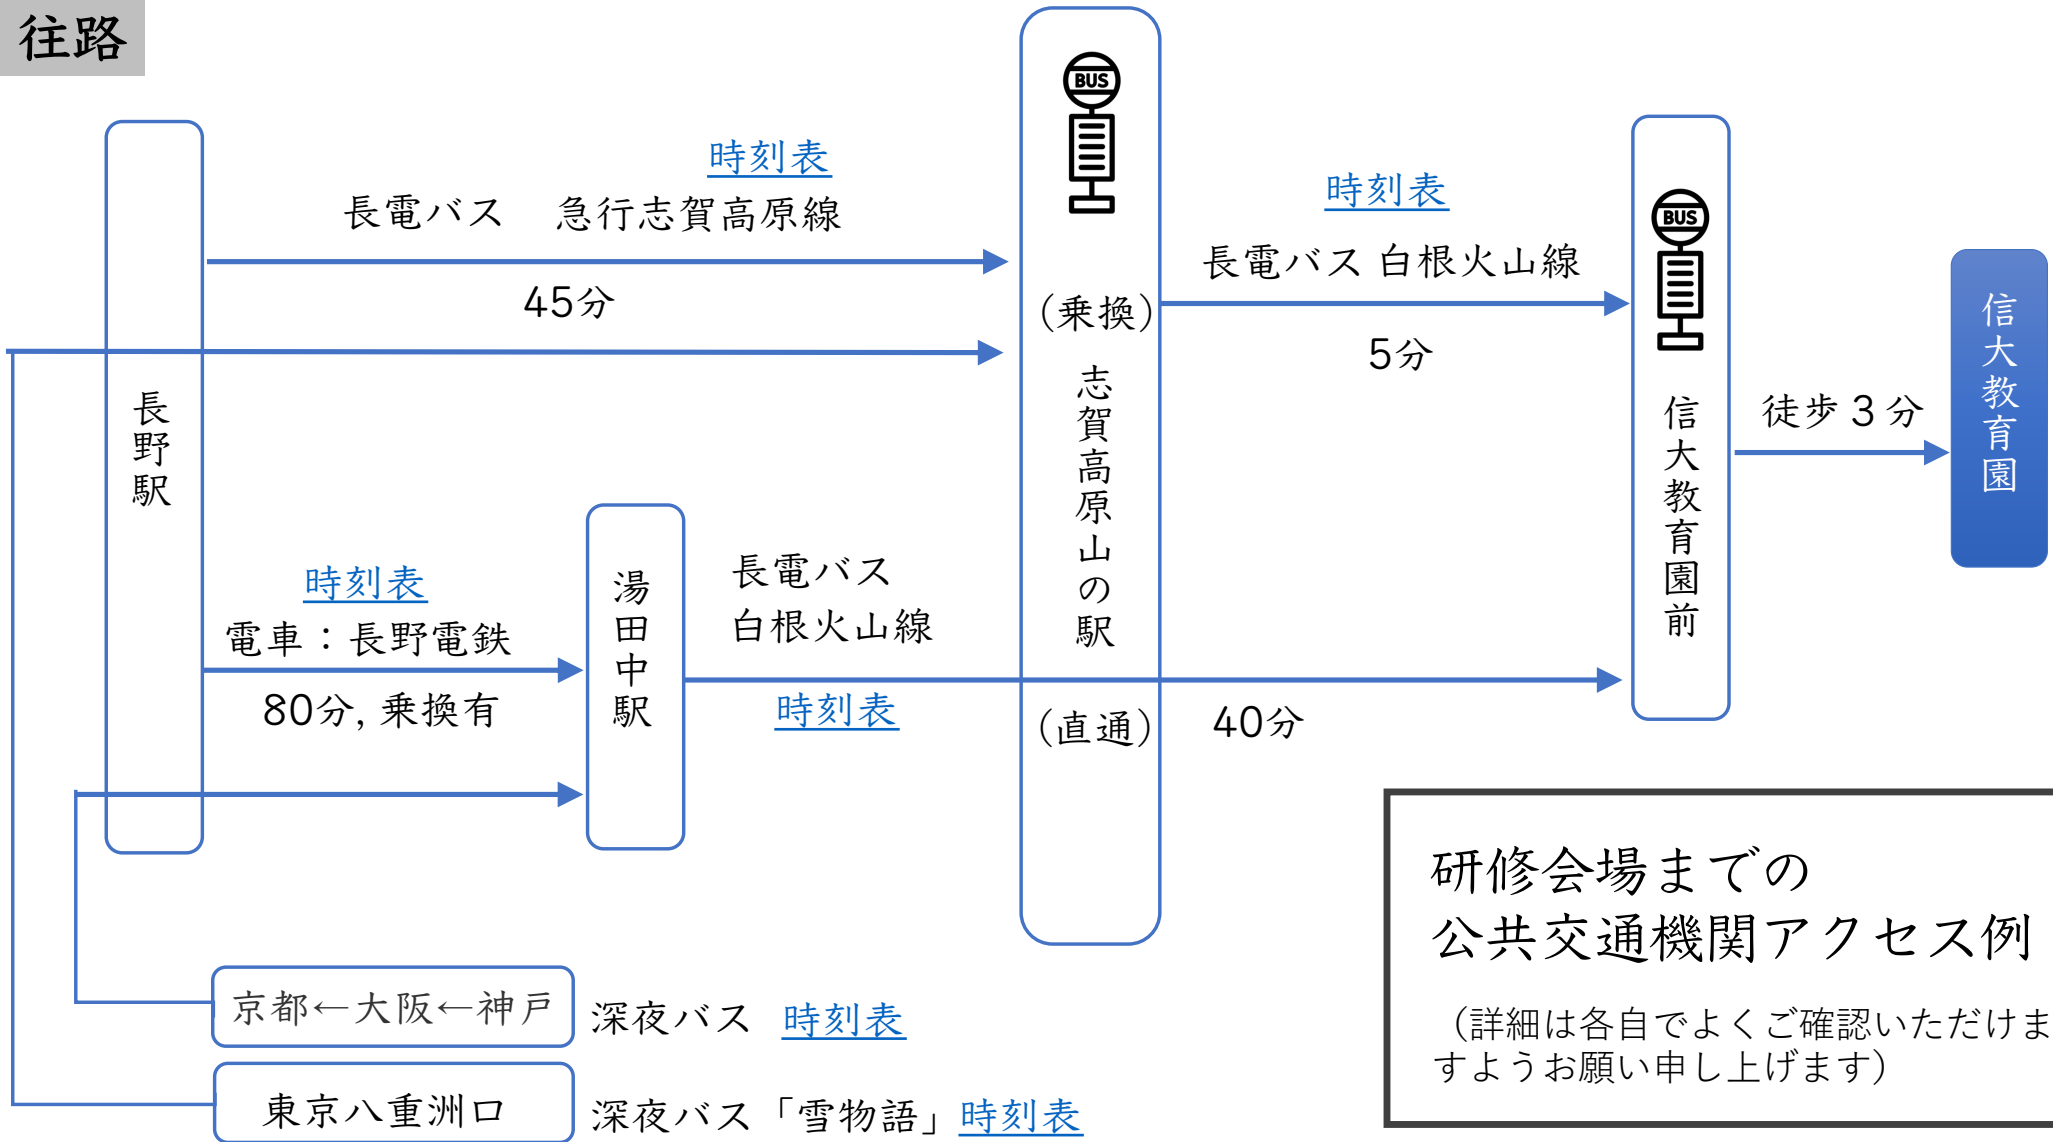 往路
時刻表
長電バス 急行志賀高原線
45分
長野駅
時刻表
電車：長野電鉄
80分, 乗換有
湯田中駅
長電バス
白根火山線
時刻表
BUS
(乗換)
志賀高原山の駅
(直通)
時刻表
長電バス 白根火山線
5分
40分
BUS
信大教育園前
徒歩３分
信大教育園
京都←大阪←神戸
深夜バス 時刻表
東京八重洲口
深夜バス「雪物語」時刻表
研修会場までの
公共交通機関アクセス例
（詳細は各自でよくご確認いただけま
すようお願い申し上げます）